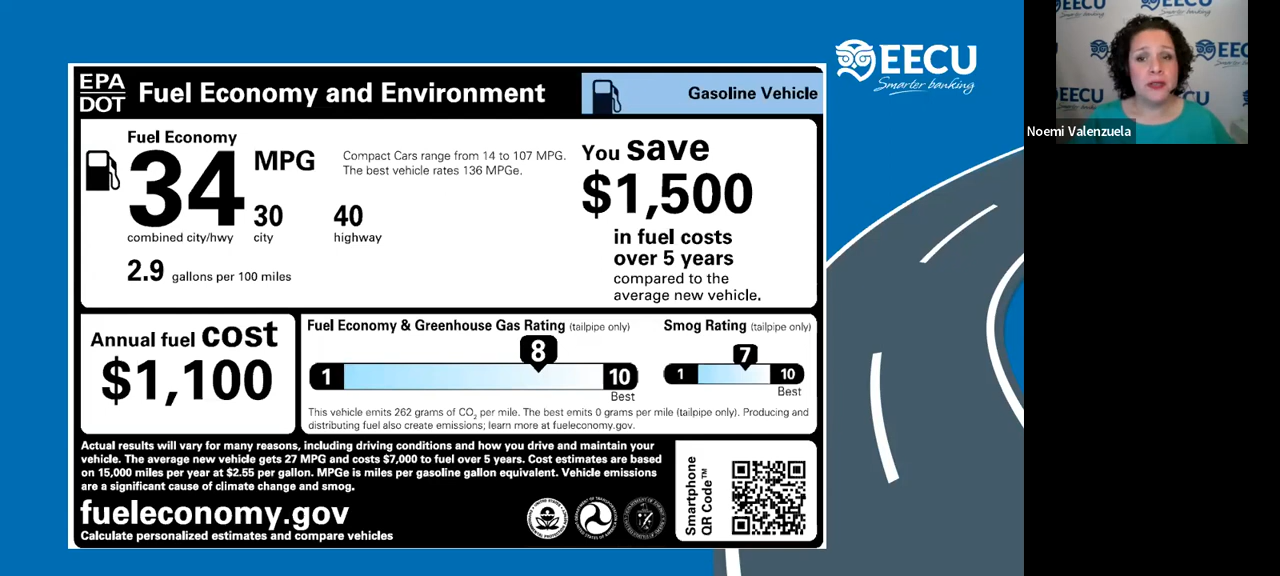 EECU
Smarter banking
EPA
DOT
Fuel Economy and Environment
Gasoline Vehicle
Fuel Economy
34
MPG
combined city/hwy
30
city
40
highway
2.9 gallons per 100 miles
Compact Cars range from 14 to 107 MPG.
The best vehicle rates 136 MPGe.
You save
$1,500
in fuel costs
over 5 years
compared to the
average new vehicle.
Annual fuel cost
$1,100
Fuel Economy & Greenhouse Gas Rating (tailpipe only)
8
1
10
Best
Smog Rating (tailpipe only)
7
1
10
Best
This vehicle emits 262 grams of CO2 per mile. The best emits 0 grams per mile (tailpipe only). Producing and
distributing fuel also create emissions; learn more at fueleconomy.gov.
Actual results will vary for many reasons, including driving conditions and how you drive and maintain your
vehicle. The average new vehicle gets 27 MPG and costs $7,000 to fuel over 5 years. Cost estimates are based
on 15,000 miles per year at $2.55 per gallon. MPGe is miles per gasoline gallon equivalent. Vehicle emissions
are a significant cause of climate change and smog.
fueleconomy.gov
Calculate personalized estimates and compare vehicles
Smartphone
QR Code™
EECU
EECU
EECU
Noemi Valenzuela